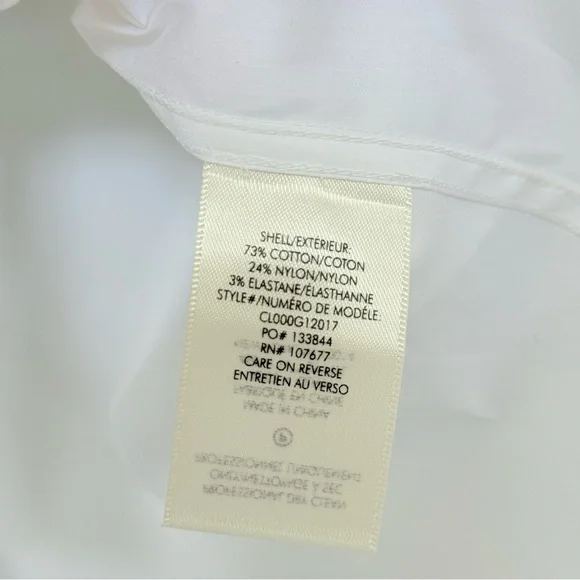 SHELL/EXTÉRIEUR:
73% COTTON/COTON
24% NYLON/NYLON
3% ELASTANE/ÉLASTHANNE
STYLE#/NUMÉRO DE MODÈLE:
CL000G12017
PO# 133844
RN# 107677
CARE ON REVERSE
ENTRETIEN AU VERSO